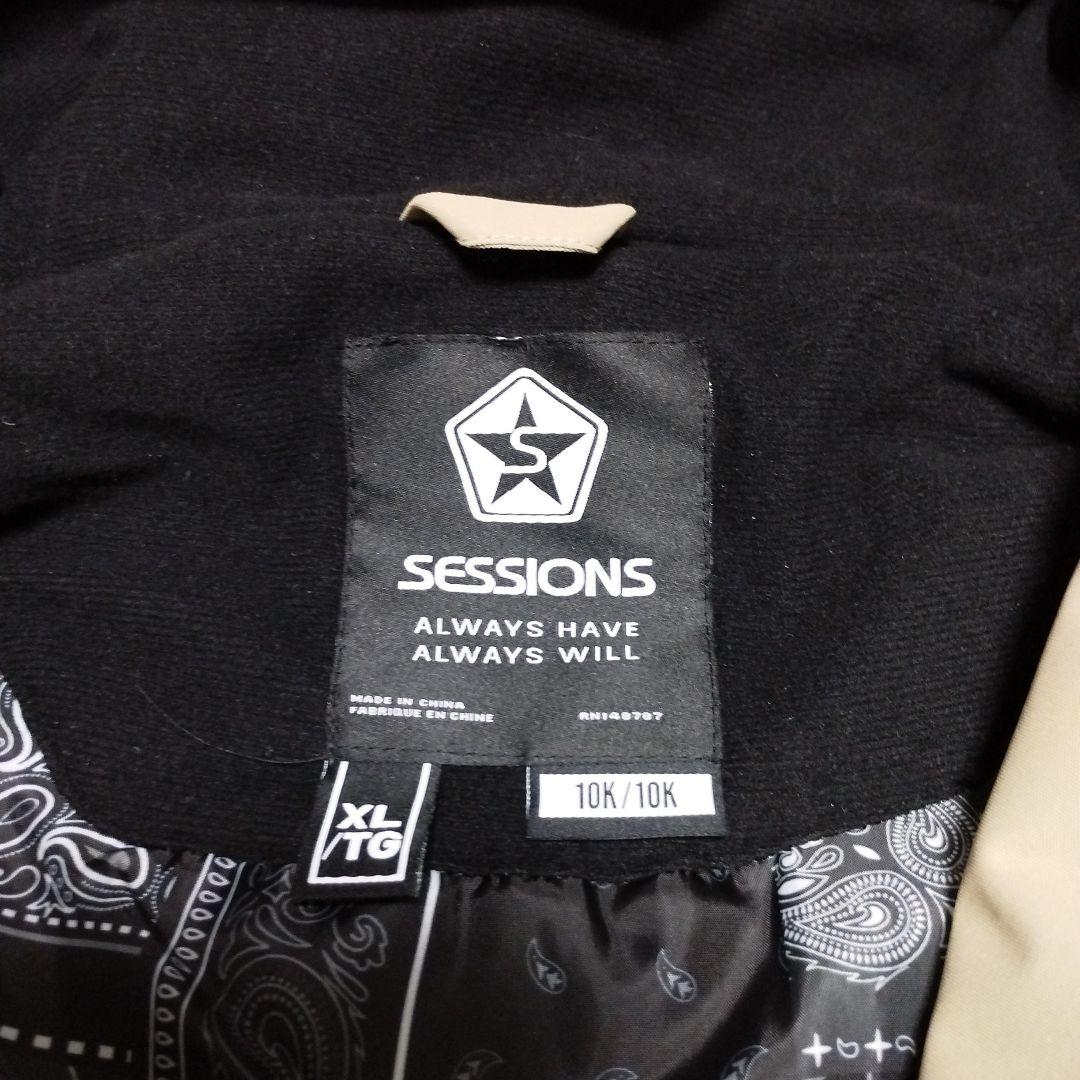 S
SESSIONS
ALWAYS HAVE
ALWAYS WILL
MADE IN CHINA
FABRIQUE EN CHINE
XL
/TG
10K/10K